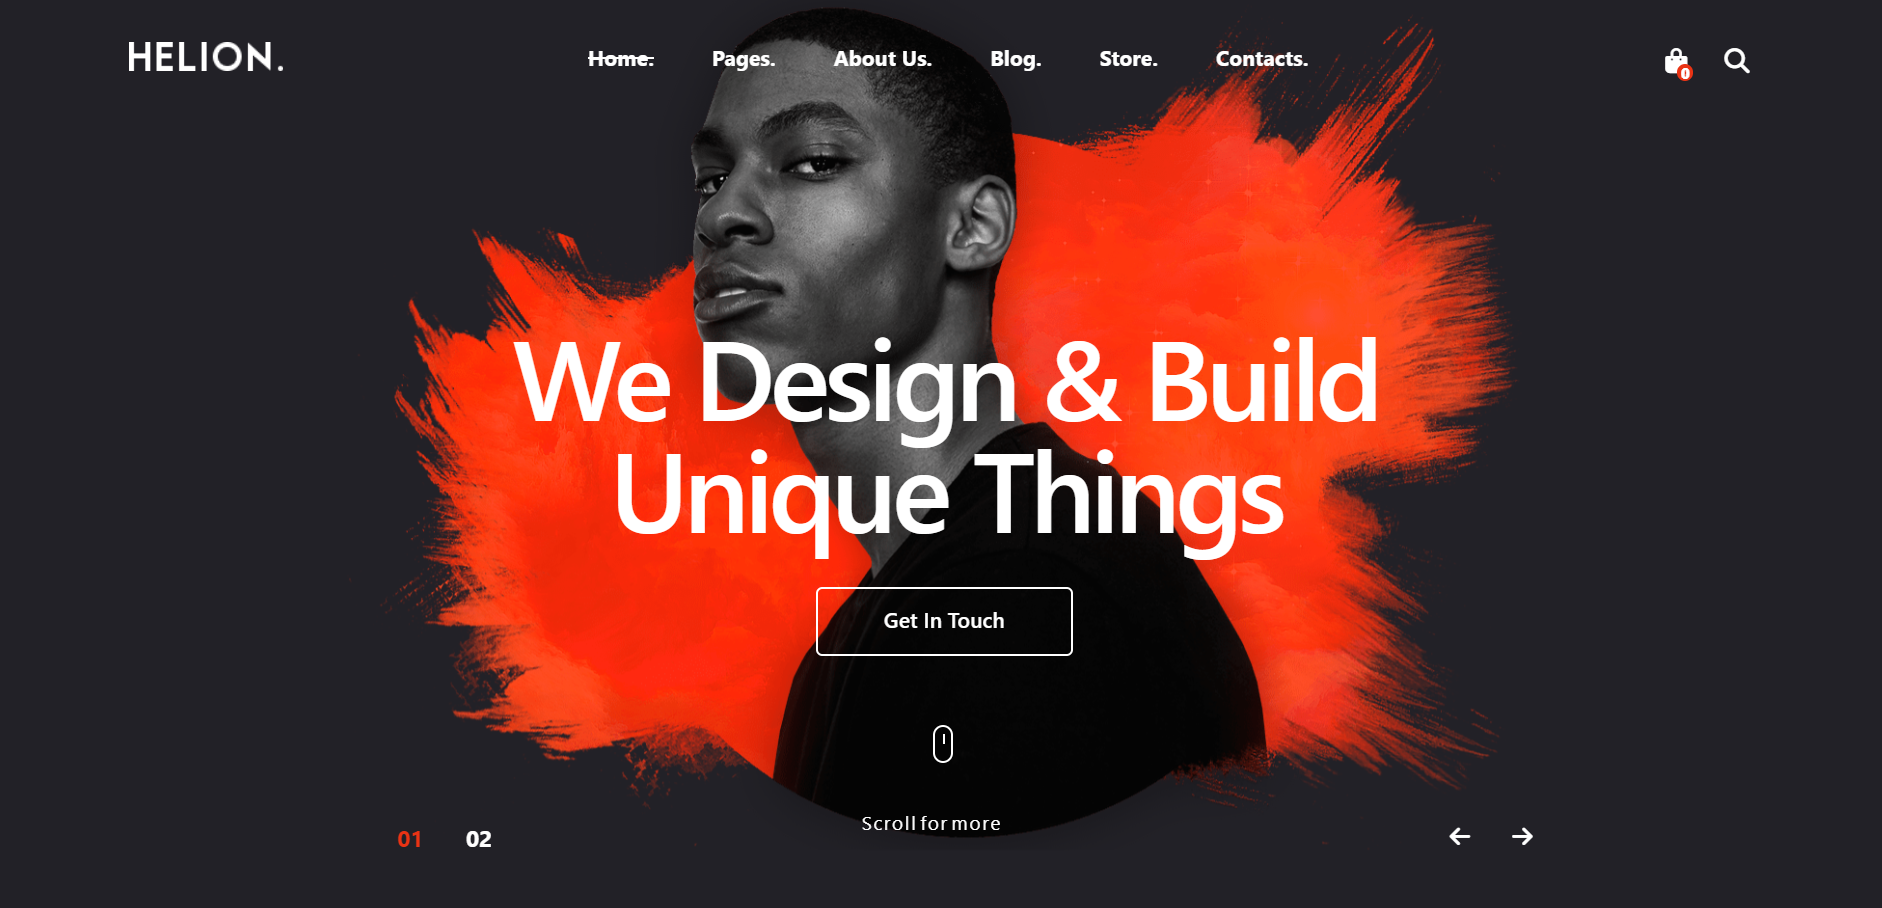 HELION.
Home. Pages. About Us. Blog. Store. Contacts.
0
We Design & Build
Unique Things
Get In Touch
Scroll for more
01 02